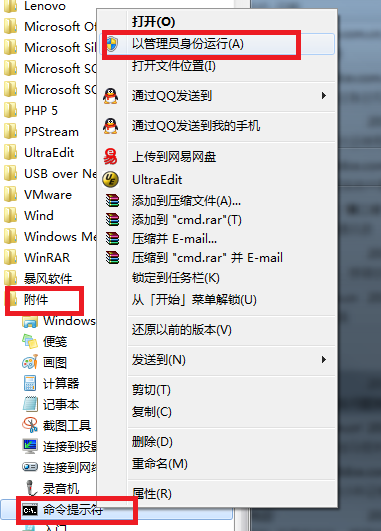 Lenovo
Microsoft Of
Microsoft Sil
Microsoft SC
Microsoft SC
PHP 5
PPStream
UltraEdit
USB over Ne
VMware
Wind
Windows Me
WinRAR
暴风软件
附件
Windows
便笺
画图
计算器
记事本
截图工具
连接到投影
连接到网络
录音机
命令提示符
打开(O)
以管理员身份运行(A)
打开文件位置(I)
通过QQ发送到
通过QQ发送到我的手机
上传到网易网盘
UltraEdit
添加到压缩文件(A)...
添加到 "cmd.rar"(T)
压缩并 E-mail...
压缩到 "cmd.rar" 并 E-mail
锁定到任务栏(K)
从「开始」菜单解锁(U)
还原以前的版本(V)
发送到(N)
剪切(T)
复制(C)
删除(D)
重命名(M)
属性(R)